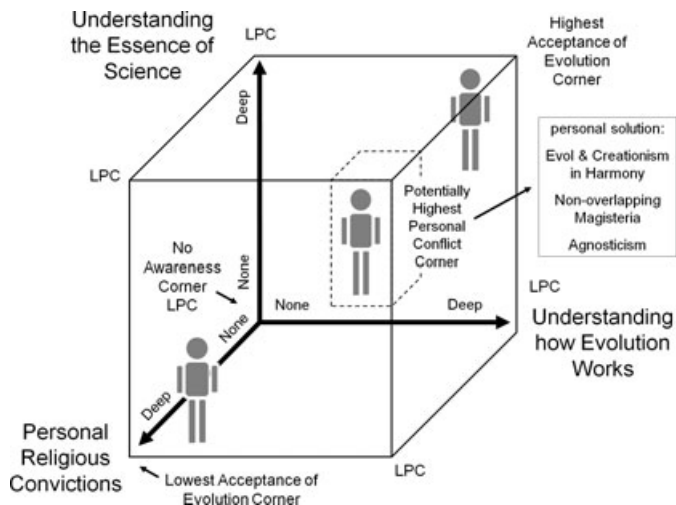 Understanding
the Essence of
Science
LPC
Highest
Acceptance of
Evolution
Corner
Deep
personal solution:
Evol & Creationism
in Harmony
Non-overlapping
Magisteria
Agnosticism
LPC
Potentially
Highest
Personal
Conflict
Corner
No
Awareness
Corner
LPC
None
None
None
Deep
LPC
Understanding
how Evolution
Works
Deep
Personal
Religious
Convictions
Lowest Acceptance of
Evolution Corner
LPC